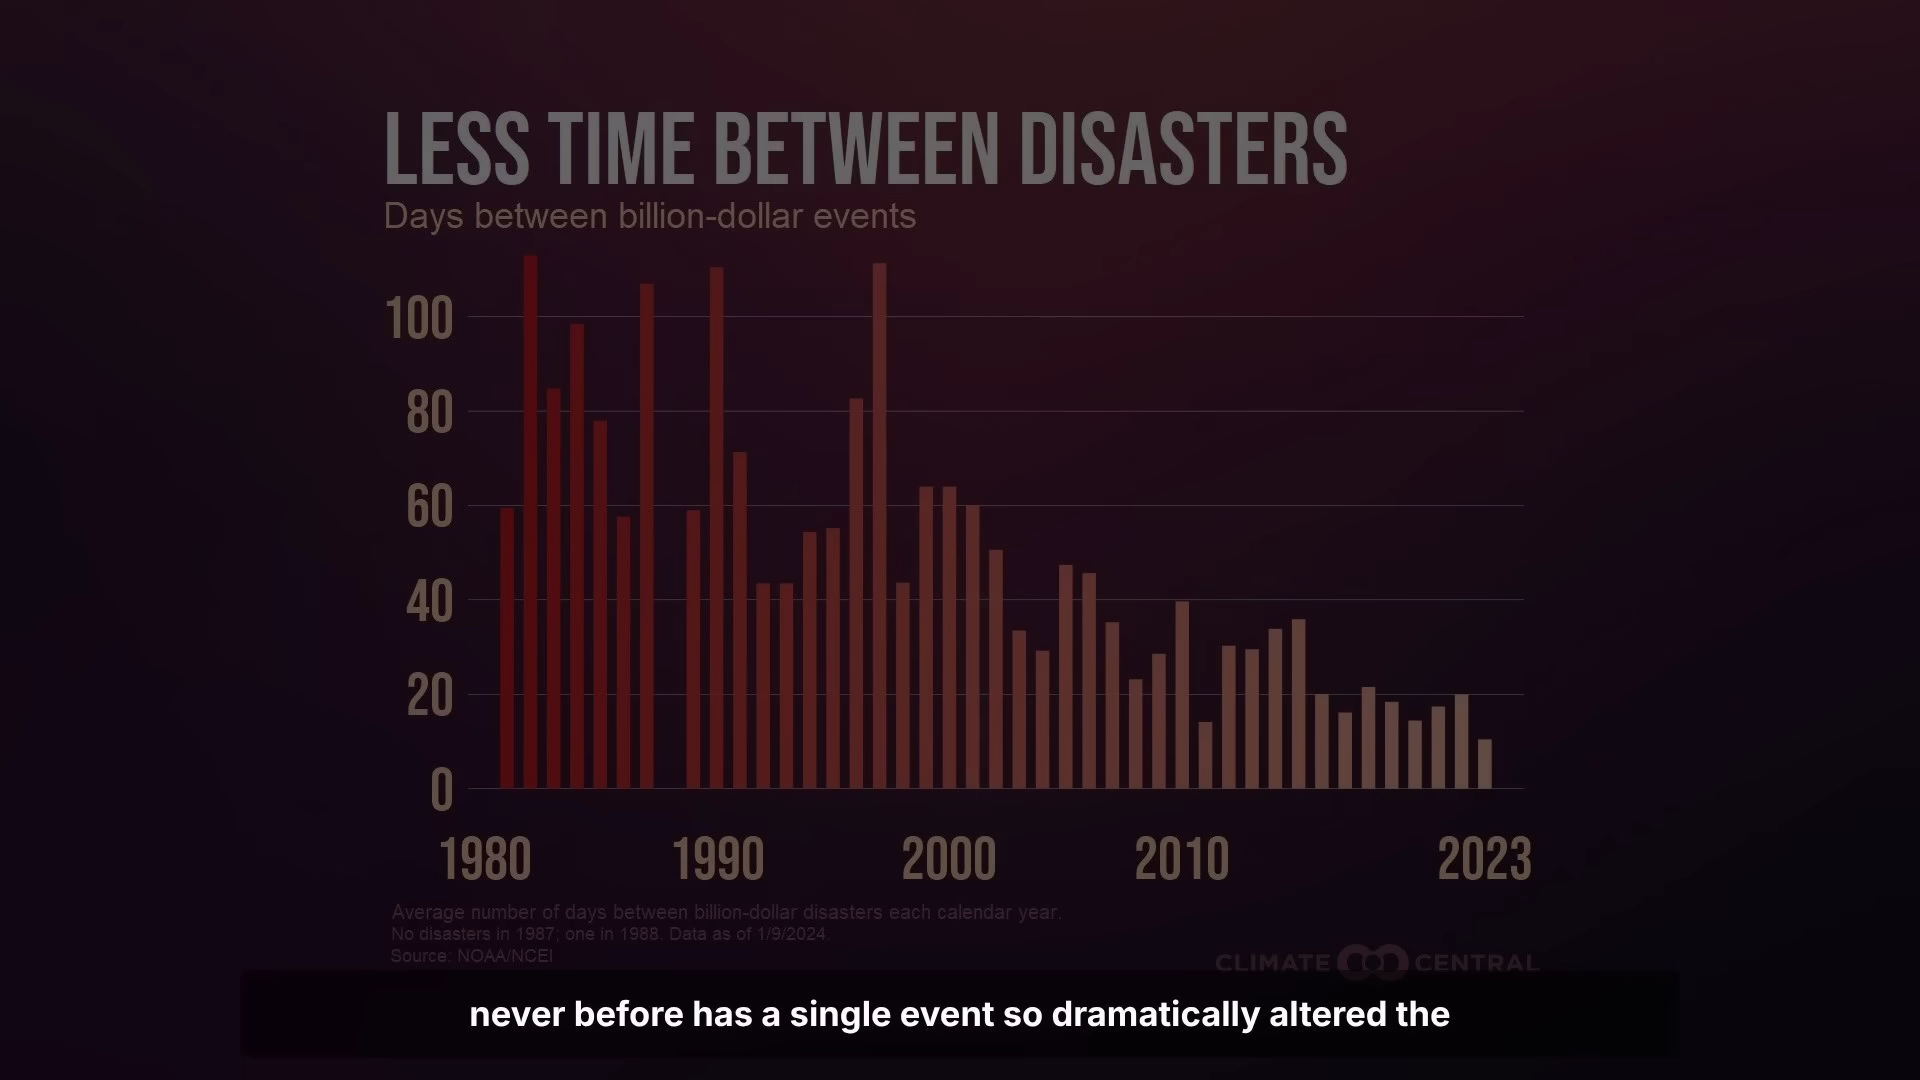 LESS TIME BETWEEN DISASTERS
Days between billion-dollar events
100
80
60
40
20
0
1980 1990 2000 2010 2023
Average number of days between billion-dollar disasters each calendar year.
No disasters in 1987; one in 1988. Data as of 1/9/2024.
Source: NOAA/NCEI
CLIMATE CENTRAL
never before has a single event so dramatically altered the